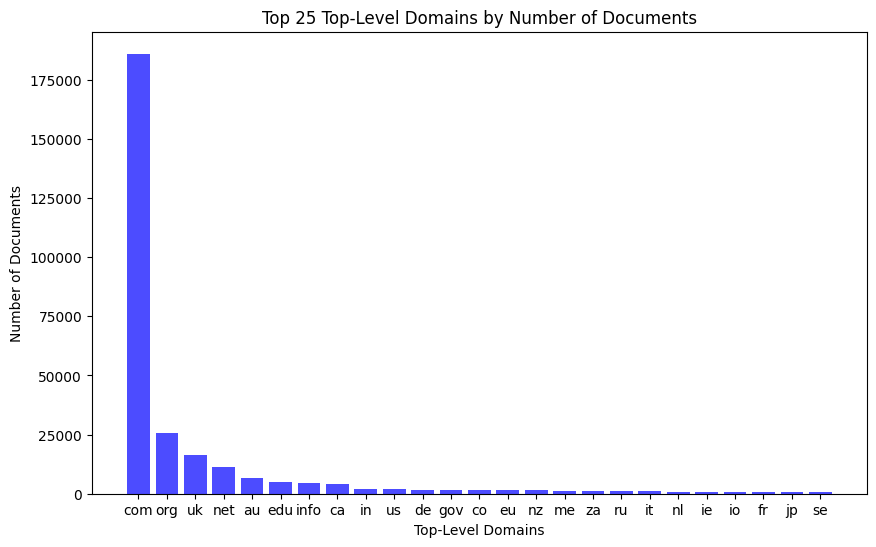 Top 25 Top-Level Domains by Number of Documents
175000
150000
125000
100000
75000
50000
25000
0
Number of Documents
com org uk net au edu info ca in us de gov co eu nz me za ru it nl ie io fr jp se
Top-Level Domains